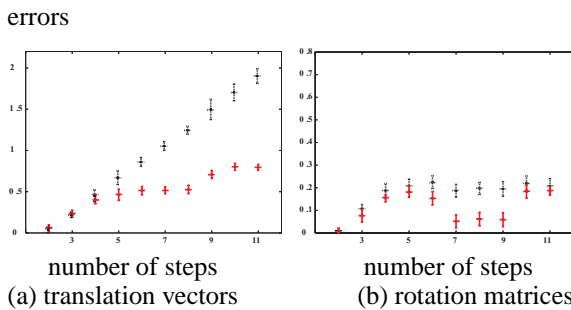 errors
2
1 .5
1
0.5
0
3 5 7 9 11
number of steps
(a) translation vectors
0 .8
0 .7
0 .6
0 .5
0 .4
0 .3
0 .2
0 .1
0
3 5 7 9 11
number of steps
(b) rotation matrices